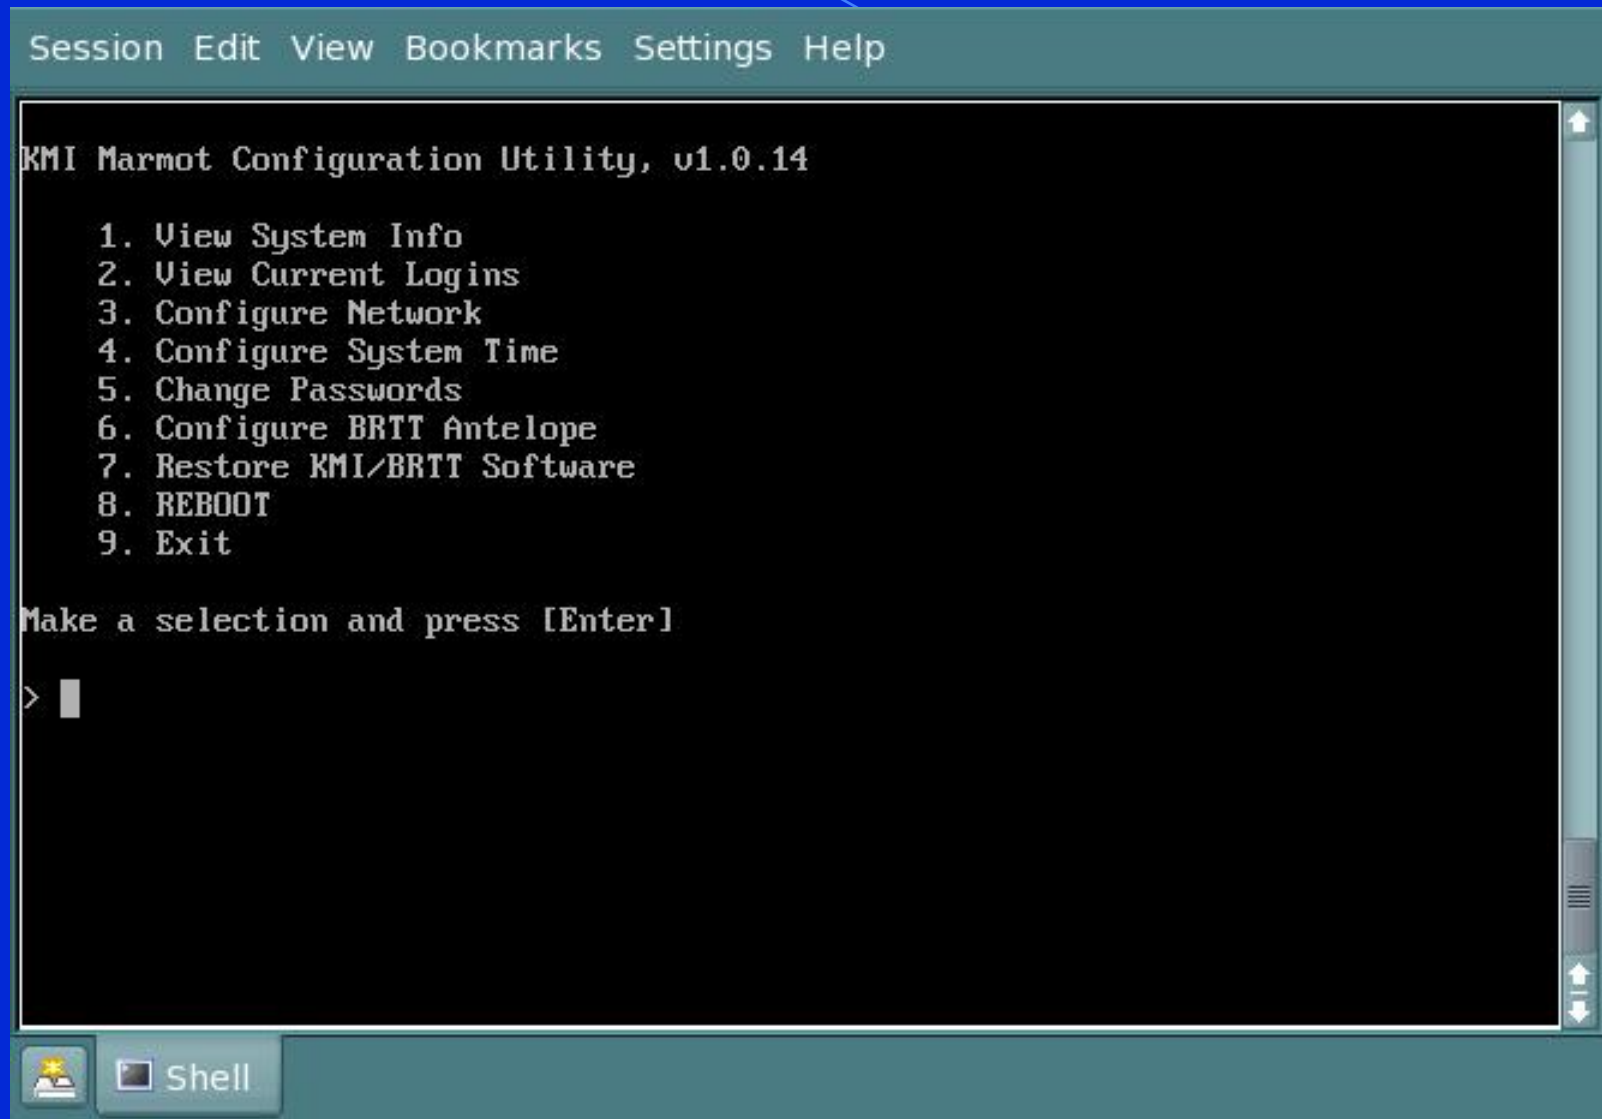 Session Edit View Bookmarks Settings Help
KMI Marmot Configuration Utility, v1.0.14
1. View System Info
2. View Current Logins
3. Configure Network
4. Configure System Time
5. Change Passwords
6. Configure BRTT Antelope
7. Restore KMI/BRTT Software
8. REBOOT
9. Exit
Make a selection and press [Enter]
>
Shell